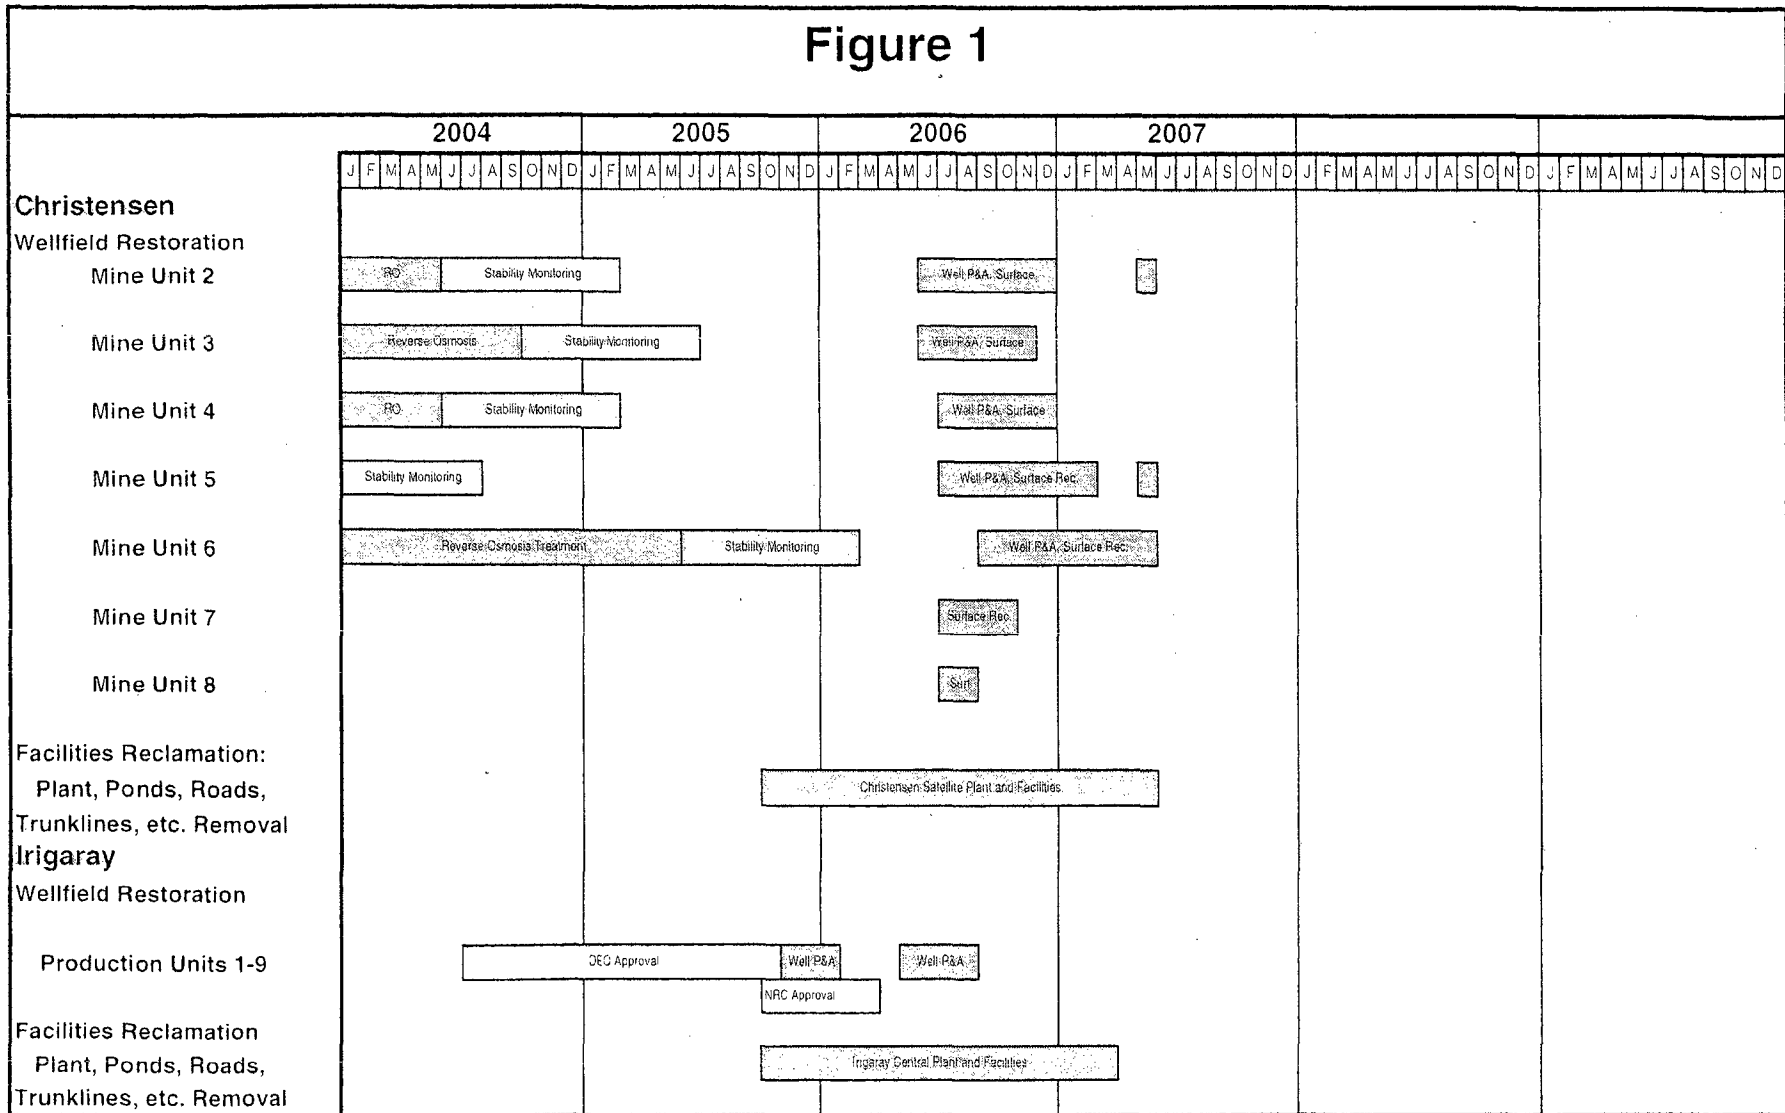 Figure 1
2004 2005 2006 2007
J F M A M J J A S O N D J F M A M J J A S O N D J F M A M J J A S O N D J F M A M J J A S O N D J F M A M J J A S O N D J F M A M J J A S O N D
Christensen
Wellfield Restoration
Mine Unit 2 RO Stability Monitoring Well P&A, Surface
Mine Unit 3 Reverse Osmosis Stability Monitoring Well P&A, Surface
Mine Unit 4 RO Stability Monitoring Well P&A, Surface
Mine Unit 5 Stability Monitoring Well P&A, Surface Rec.
Mine Unit 6 Reverse Osmosis Treatment Stability Monitoring Well P&A, Surface Rec.
Mine Unit 7 Surface Rec.
Mine Unit 8 Surf
Facilities Reclamation:
Plant, Ponds, Roads, Christensen Satellite Plant and Facilities
Trunklines, etc. Removal
Irigaray
Wellfield Restoration
Production Units 1-9 DEQ Approval Well P&A Well P&A
NRC Approval
Facilities Reclamation
Plant, Ponds, Roads, Irigaray Central Plant and Facilities
Trunklines, etc. Removal